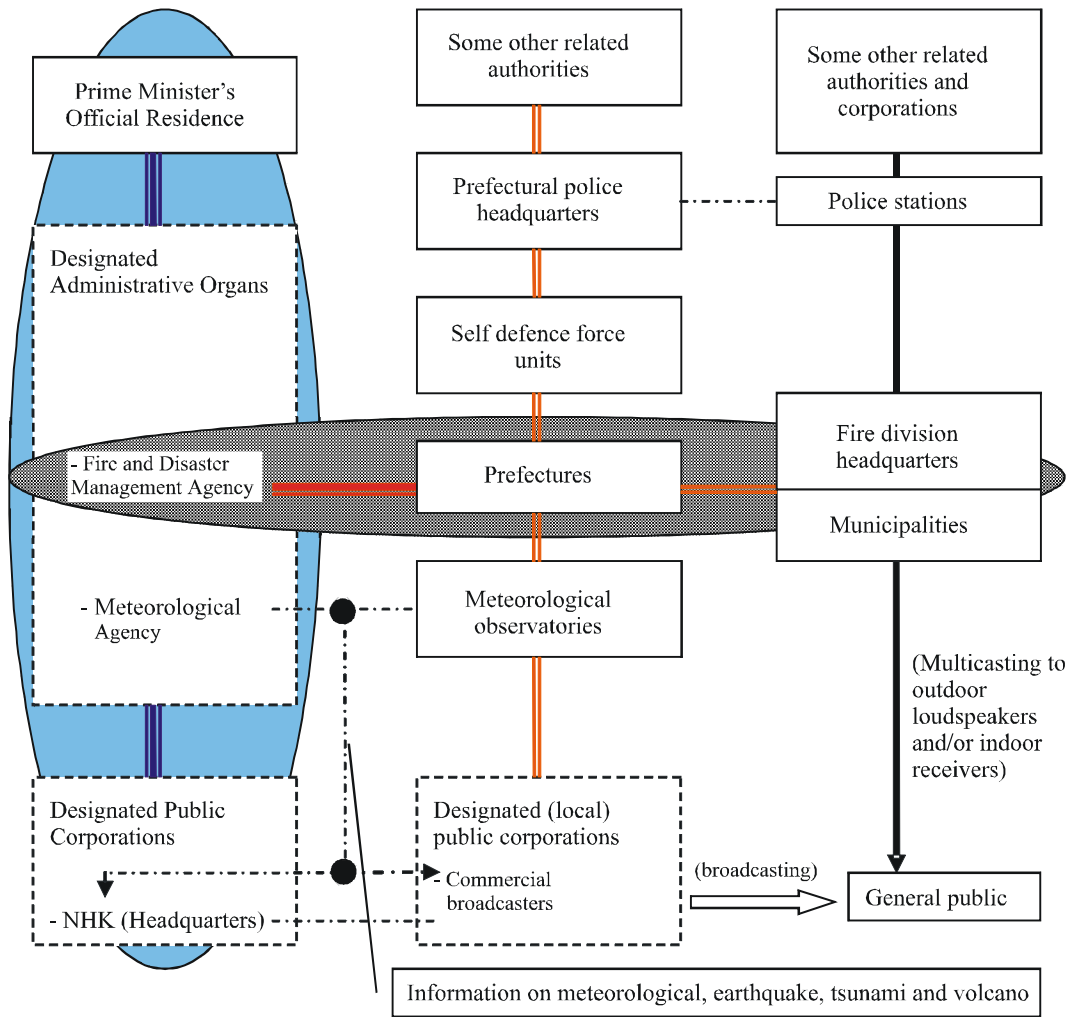 Prime Minister's
Official Residence
Designated
Administrative Organs
- Fire and Disaster
Management Agency
- Meteorological
Agency
Designated Public
Corporations
- NHK (Headquarters)
Some other related
authorities
Prefectural police
headquarters
Self defence force
units
Prefectures
Meteorological
observatories
Designated (local)
public corporations
- Commercial
broadcasters
Some other related
authorities and
corporations
Police stations
Fire division
headquarters
Municipalities
(Multicasting to
outdoor
loudspeakers
and/or indoor
receivers)
(broadcasting)
General public
Information on meteorological, earthquake, tsunami and volcano